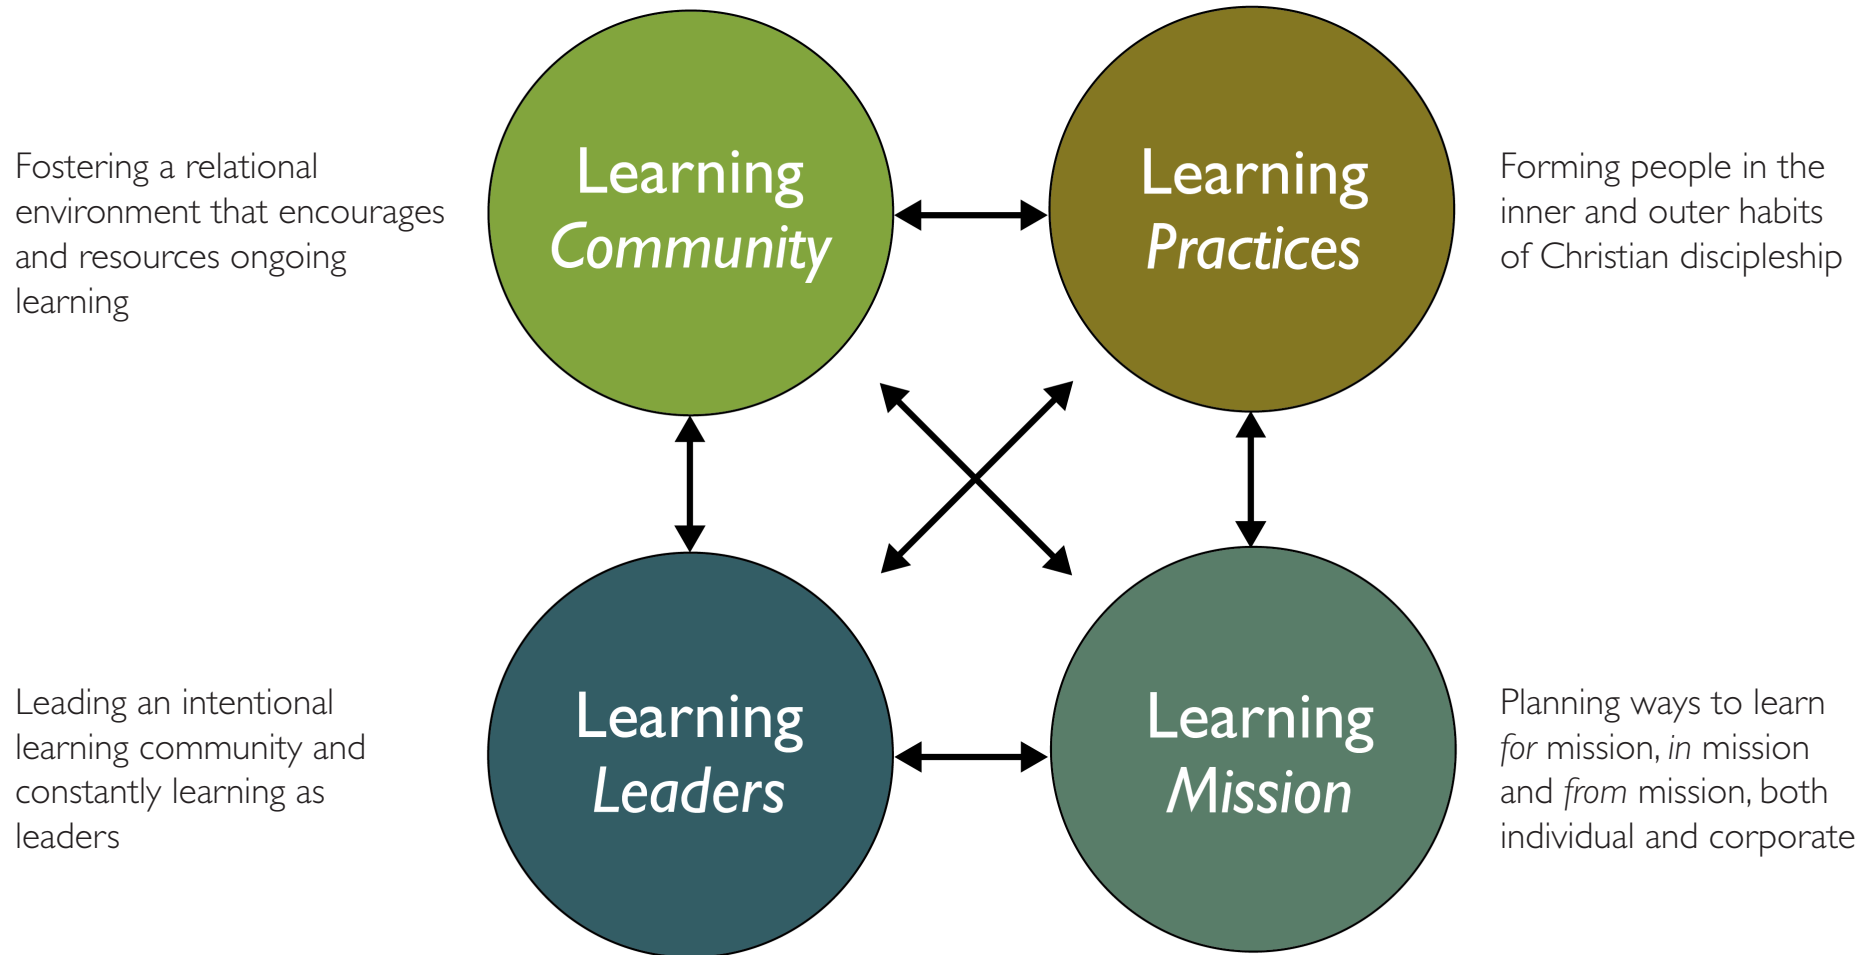 Fostering a relational
environment that encourages
and resources ongoing
learning
Learning
Community
Learning
Practices
Forming people in the
inner and outer habits
of Christian discipleship
Leading an intentional
learning community and
constantly learning as
leaders
Learning
Leaders
Learning
Mission
Planning ways to learn
for mission, in mission
and from mission, both
individual and corporate